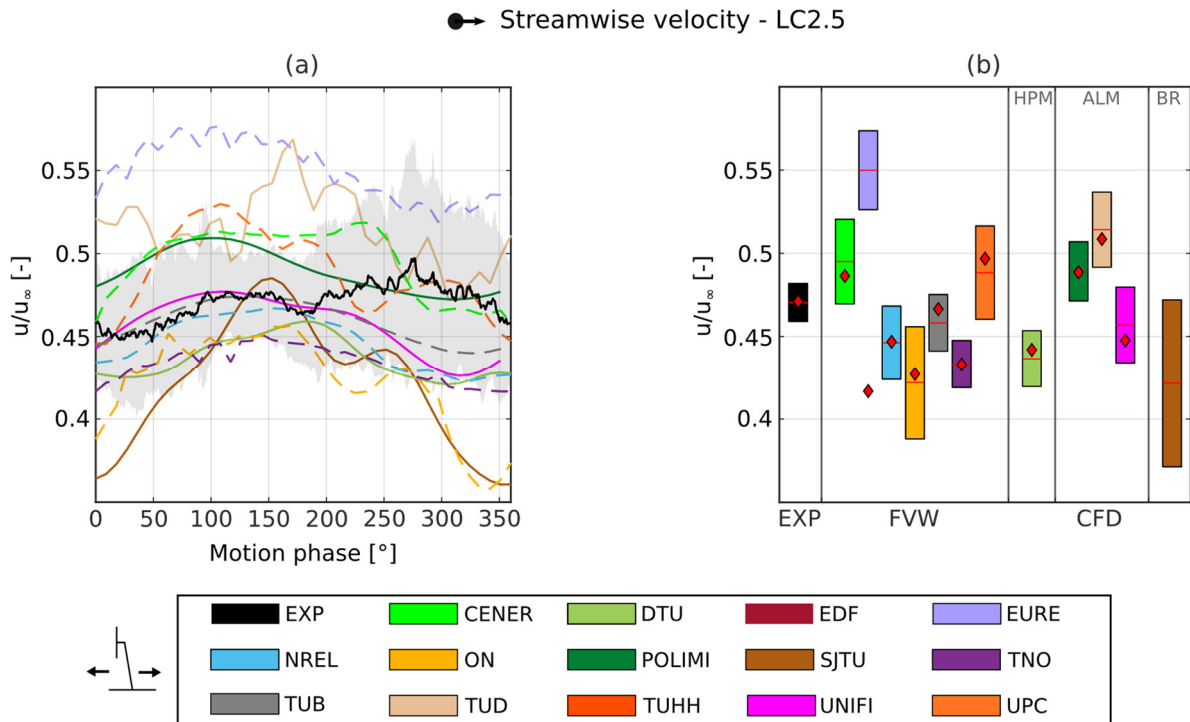 Streamwise velocity - LC2.5
(a)
(b)
HPM
ALM
BR
u/u∞ [-]
0.55
0.5
0.45
0.4
0
50
100
150
200
250
300
350
Motion phase [°]
u/u∞ [-]
0.55
0.5
0.45
0.4
EXP
FVW
CFD
EXP
CENER
DTU
EDF
EURE
NREL
ON
POLIMI
SJTU
TNO
TUB
TUD
TUHH
UNIFI
UPC